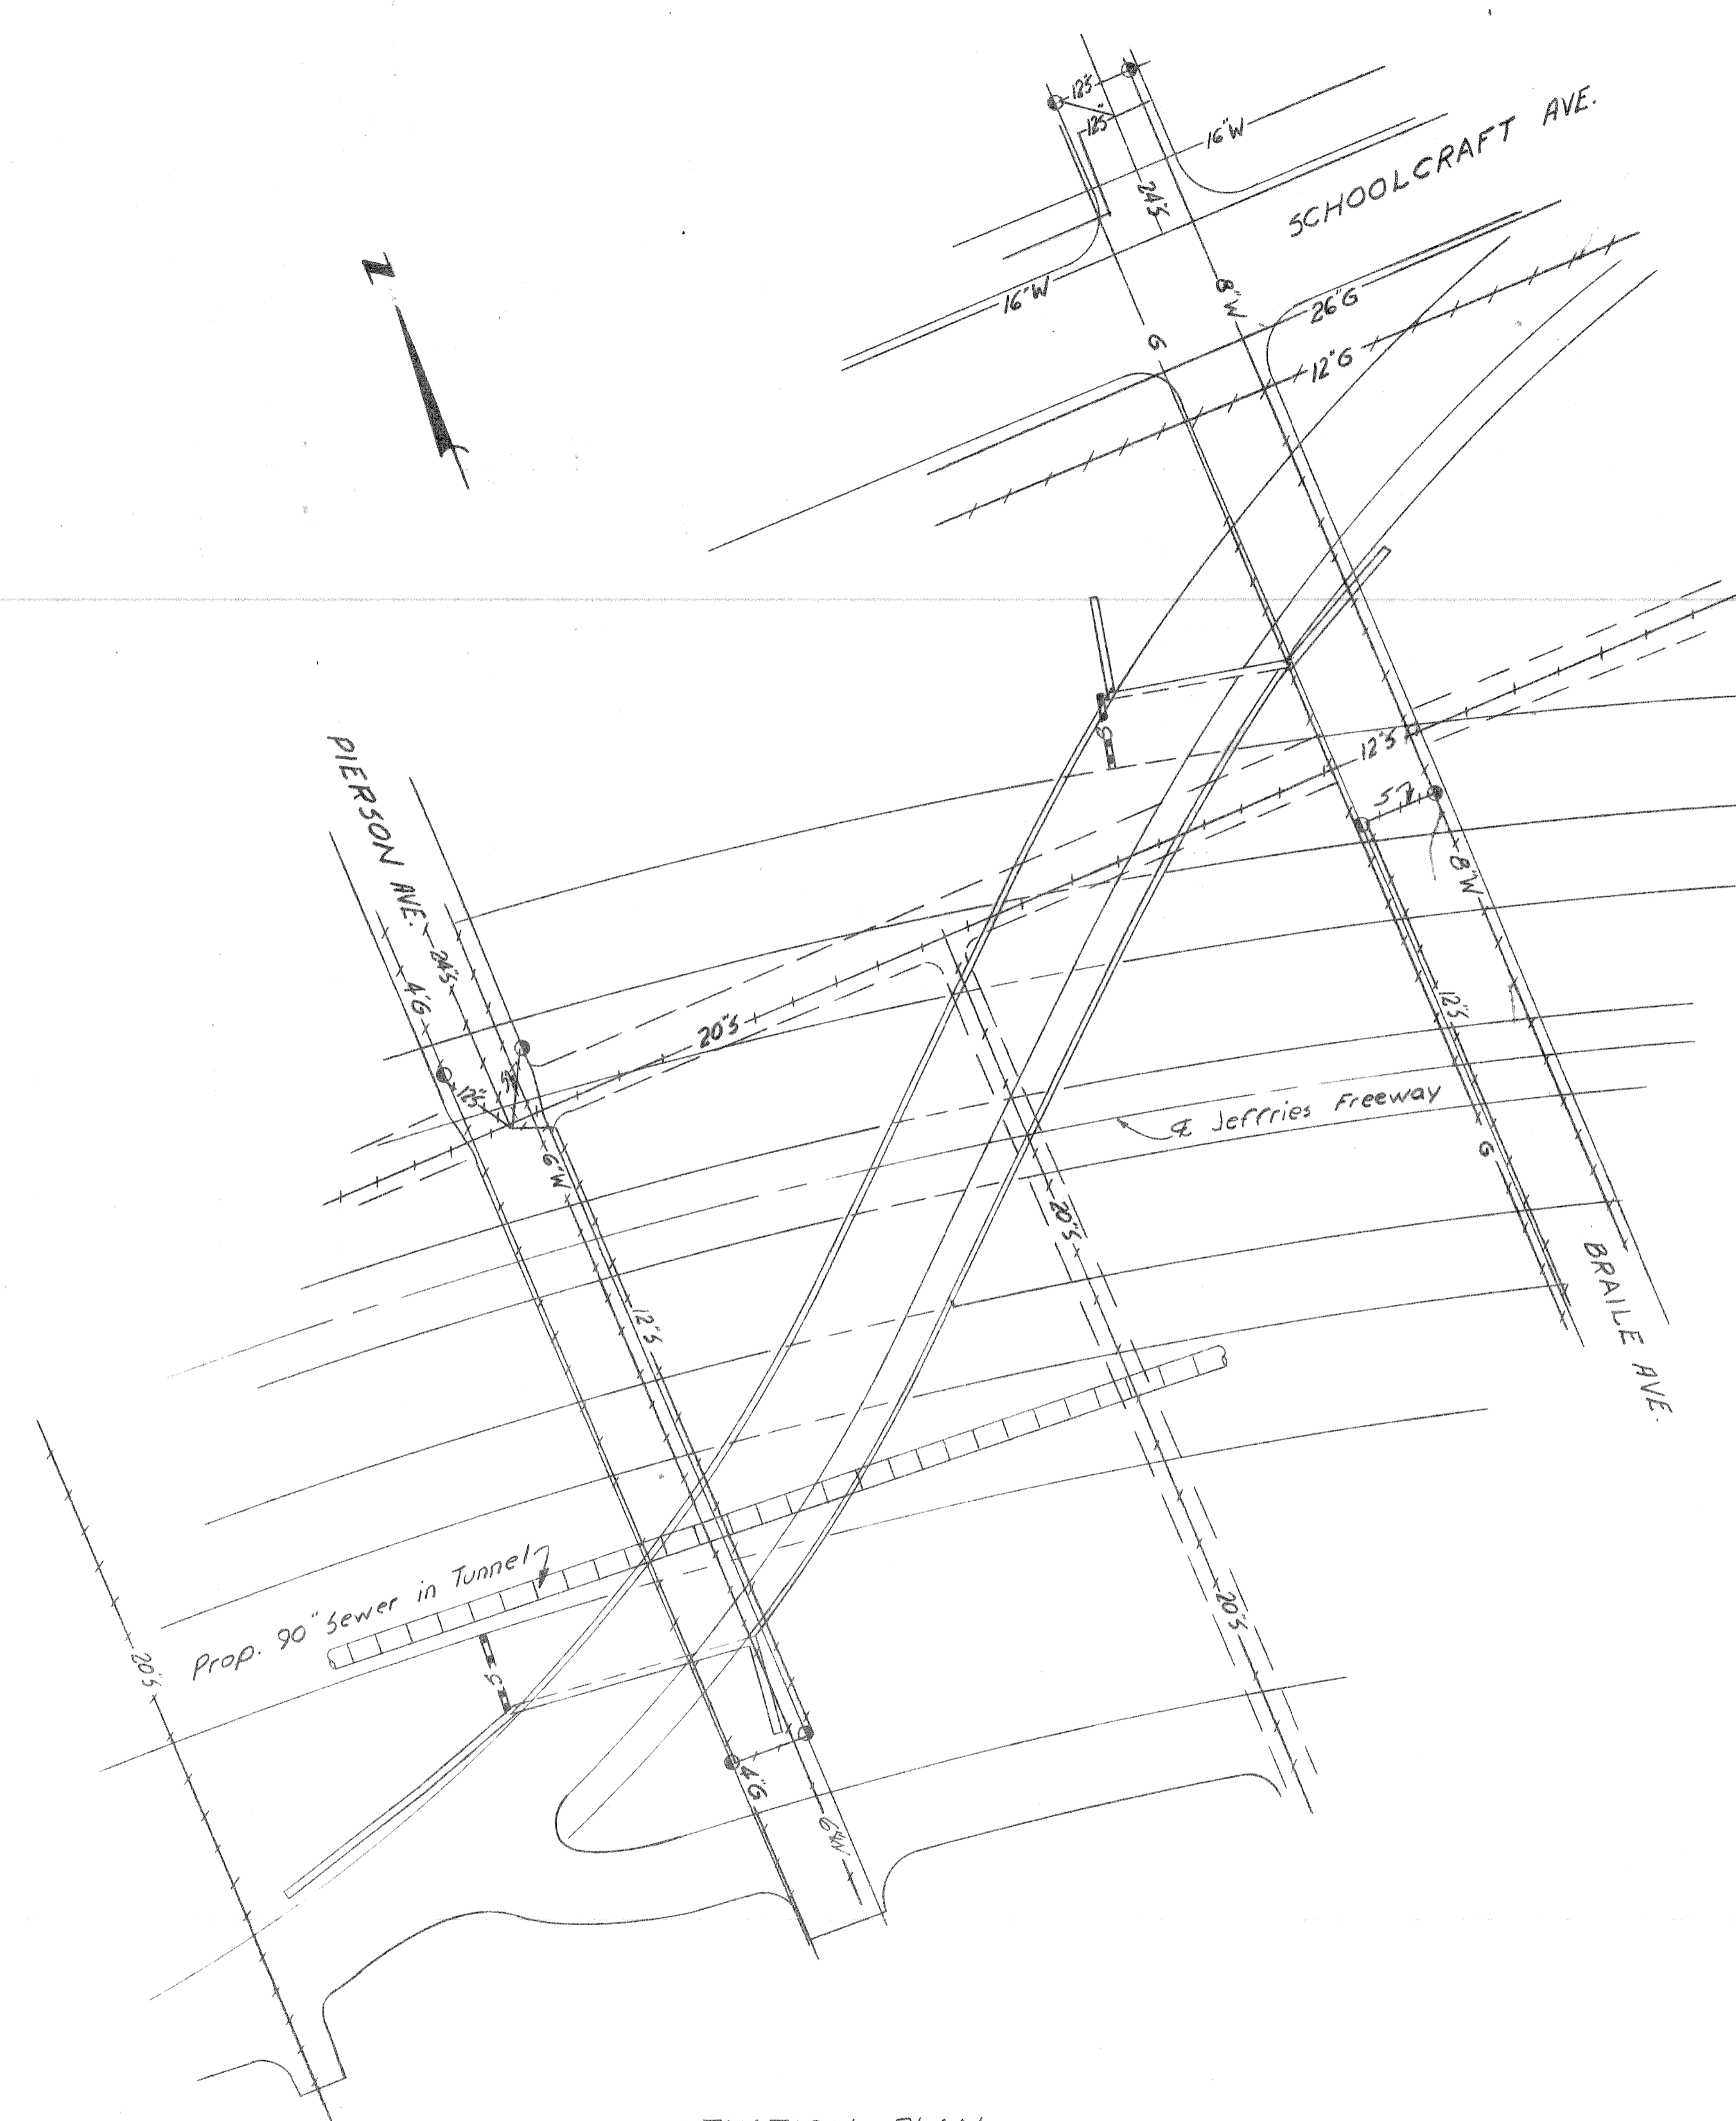 12"S
12"S
16"W
SCHOOLCRAFT AVE.
24"S
N
16"W
8"W
26"G
G
12"G
PIERSON AVE.
S
12"S
S
8"W
24"S
4"G
20"S
12"S
12"S
℄ Jeffries Freeway
6"W
G
20"S
BRAILE AVE.
12"S
Prop. 90" Sewer in Tunnel
20"S
20"S
S
4"G
6"W